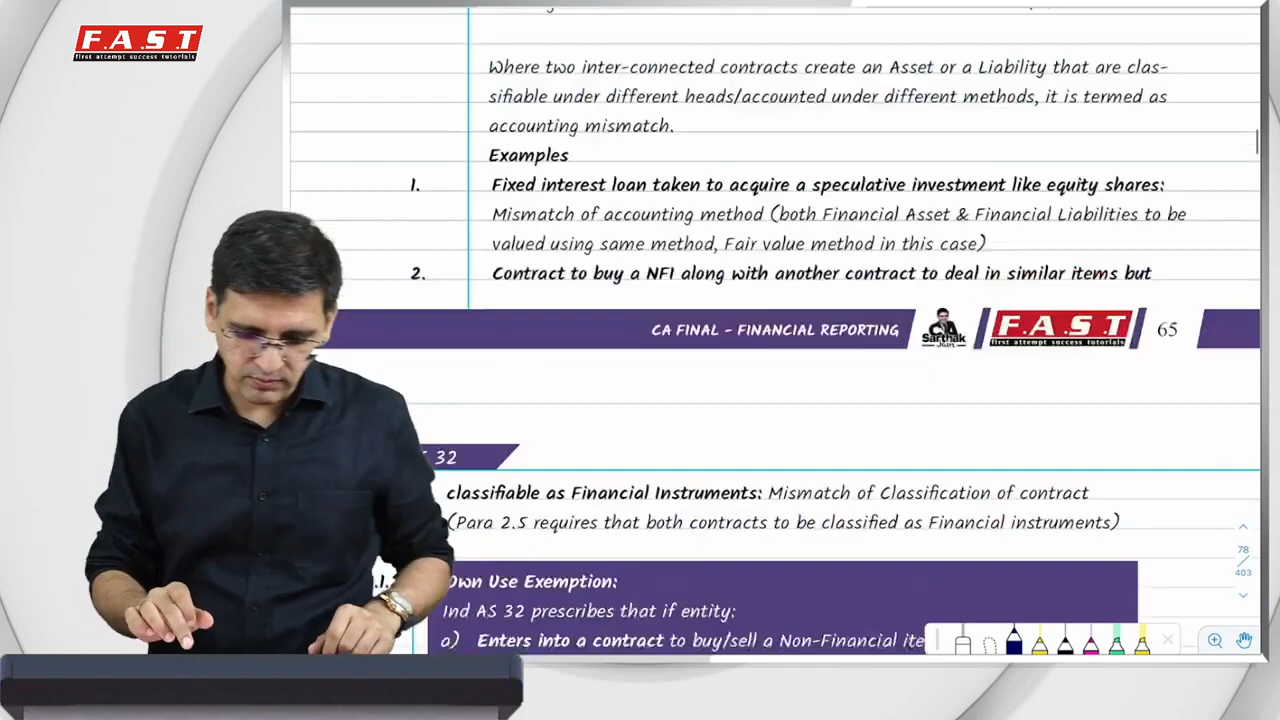 F.A.S.T
first attempt success tutorials
Where two inter-connected contracts create an Asset or a Liability that are clas-
sifiable under different heads/accounted under different methods, it is termed as
accounting mismatch.
Examples
1. Fixed interest loan taken to acquire a speculative investment like equity shares:
Mismatch of accounting method (both Financial Asset & Financial Liabilities to be
valued using same method, Fair value method in this case)
2. Contract to buy a NFI along with another contract to deal in similar items but
CA FINAL - FINANCIAL REPORTING
Sarthak
Jain
F.A.S.T
first attempt success tutorials
65
32
classifiable as Financial Instruments: Mismatch of Classification of contract
(Para 2.5 requires that both contracts to be classified as Financial instruments)
78
/
403
Own Use Exemption:
Ind AS 32 prescribes that if entity:
a) Enters into a contract to buy/sell a Non-Financial ite